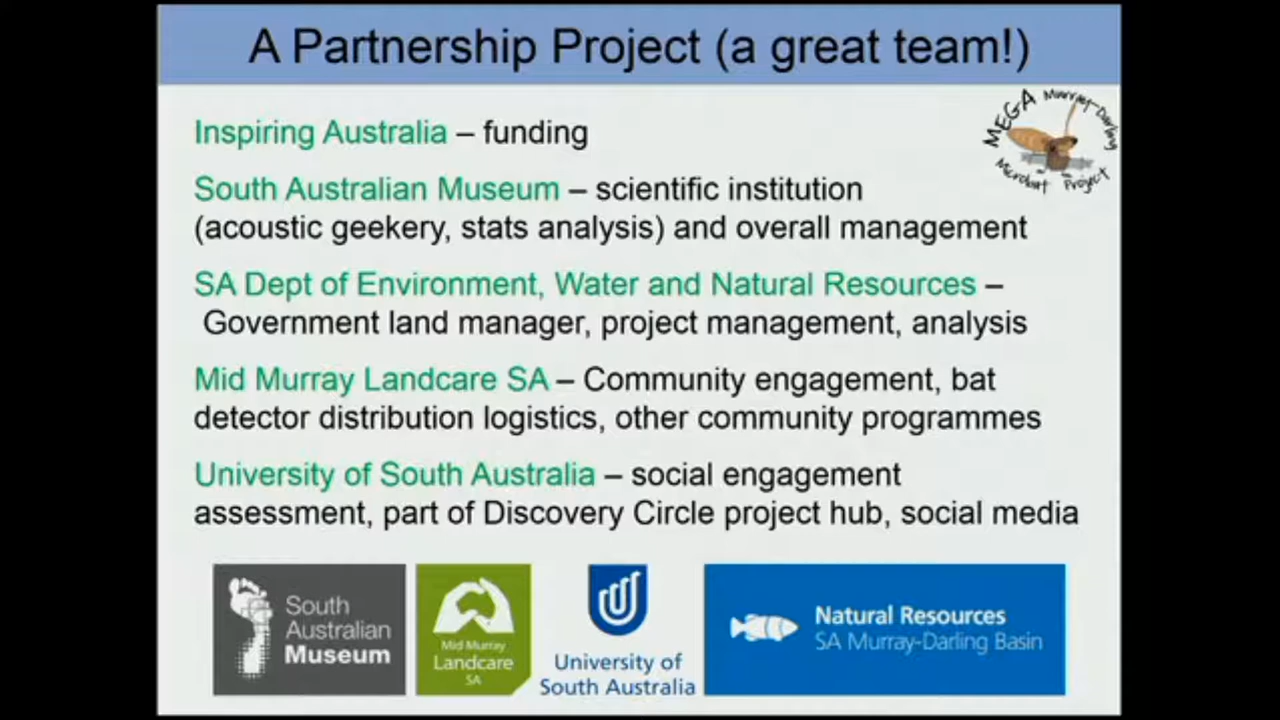 A Partnership Project (a great team!)
MEGA Murray-Darling
Microbat Project
Inspiring Australia – funding
South Australian Museum – scientific institution
(acoustic geekery, stats analysis) and overall management
SA Dept of Environment, Water and Natural Resources –
Government land manager, project management, analysis
Mid Murray Landcare SA – Community engagement, bat
detector distribution logistics, other community programmes
University of South Australia – social engagement
assessment, part of Discovery Circle project hub, social media
South
Australian
Museum
Mid Murray
Landcare
SA
University of
South Australia
Natural Resources
SA Murray-Darling Basin